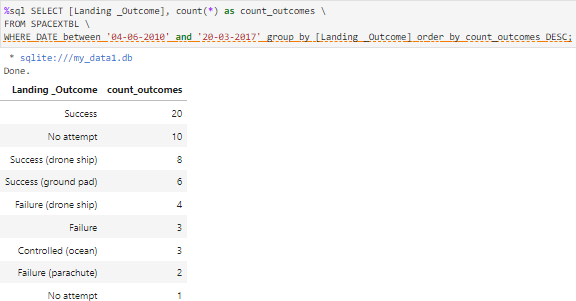 %sql SELECT [Landing _Outcome], count(*) as count_outcomes \
FROM SPACEXTBL \
WHERE DATE between '04-06-2010' and '20-03-2017' group by [Landing _Outcome] order by count_outcomes DESC;
* sqlite:///my_data1.db
Done.
Landing _Outcome count_outcomes
Success 20
No attempt 10
Success (drone ship) 8
Success (ground pad) 6
Failure (drone ship) 4
Failure 3
Controlled (ocean) 3
Failure (parachute) 2
No attempt 1